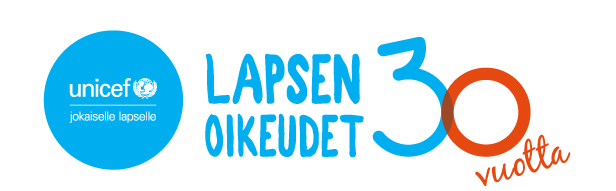 unicef
jokaiselle lapselle
LAPSEN
OIKEUDET
30
vuotta